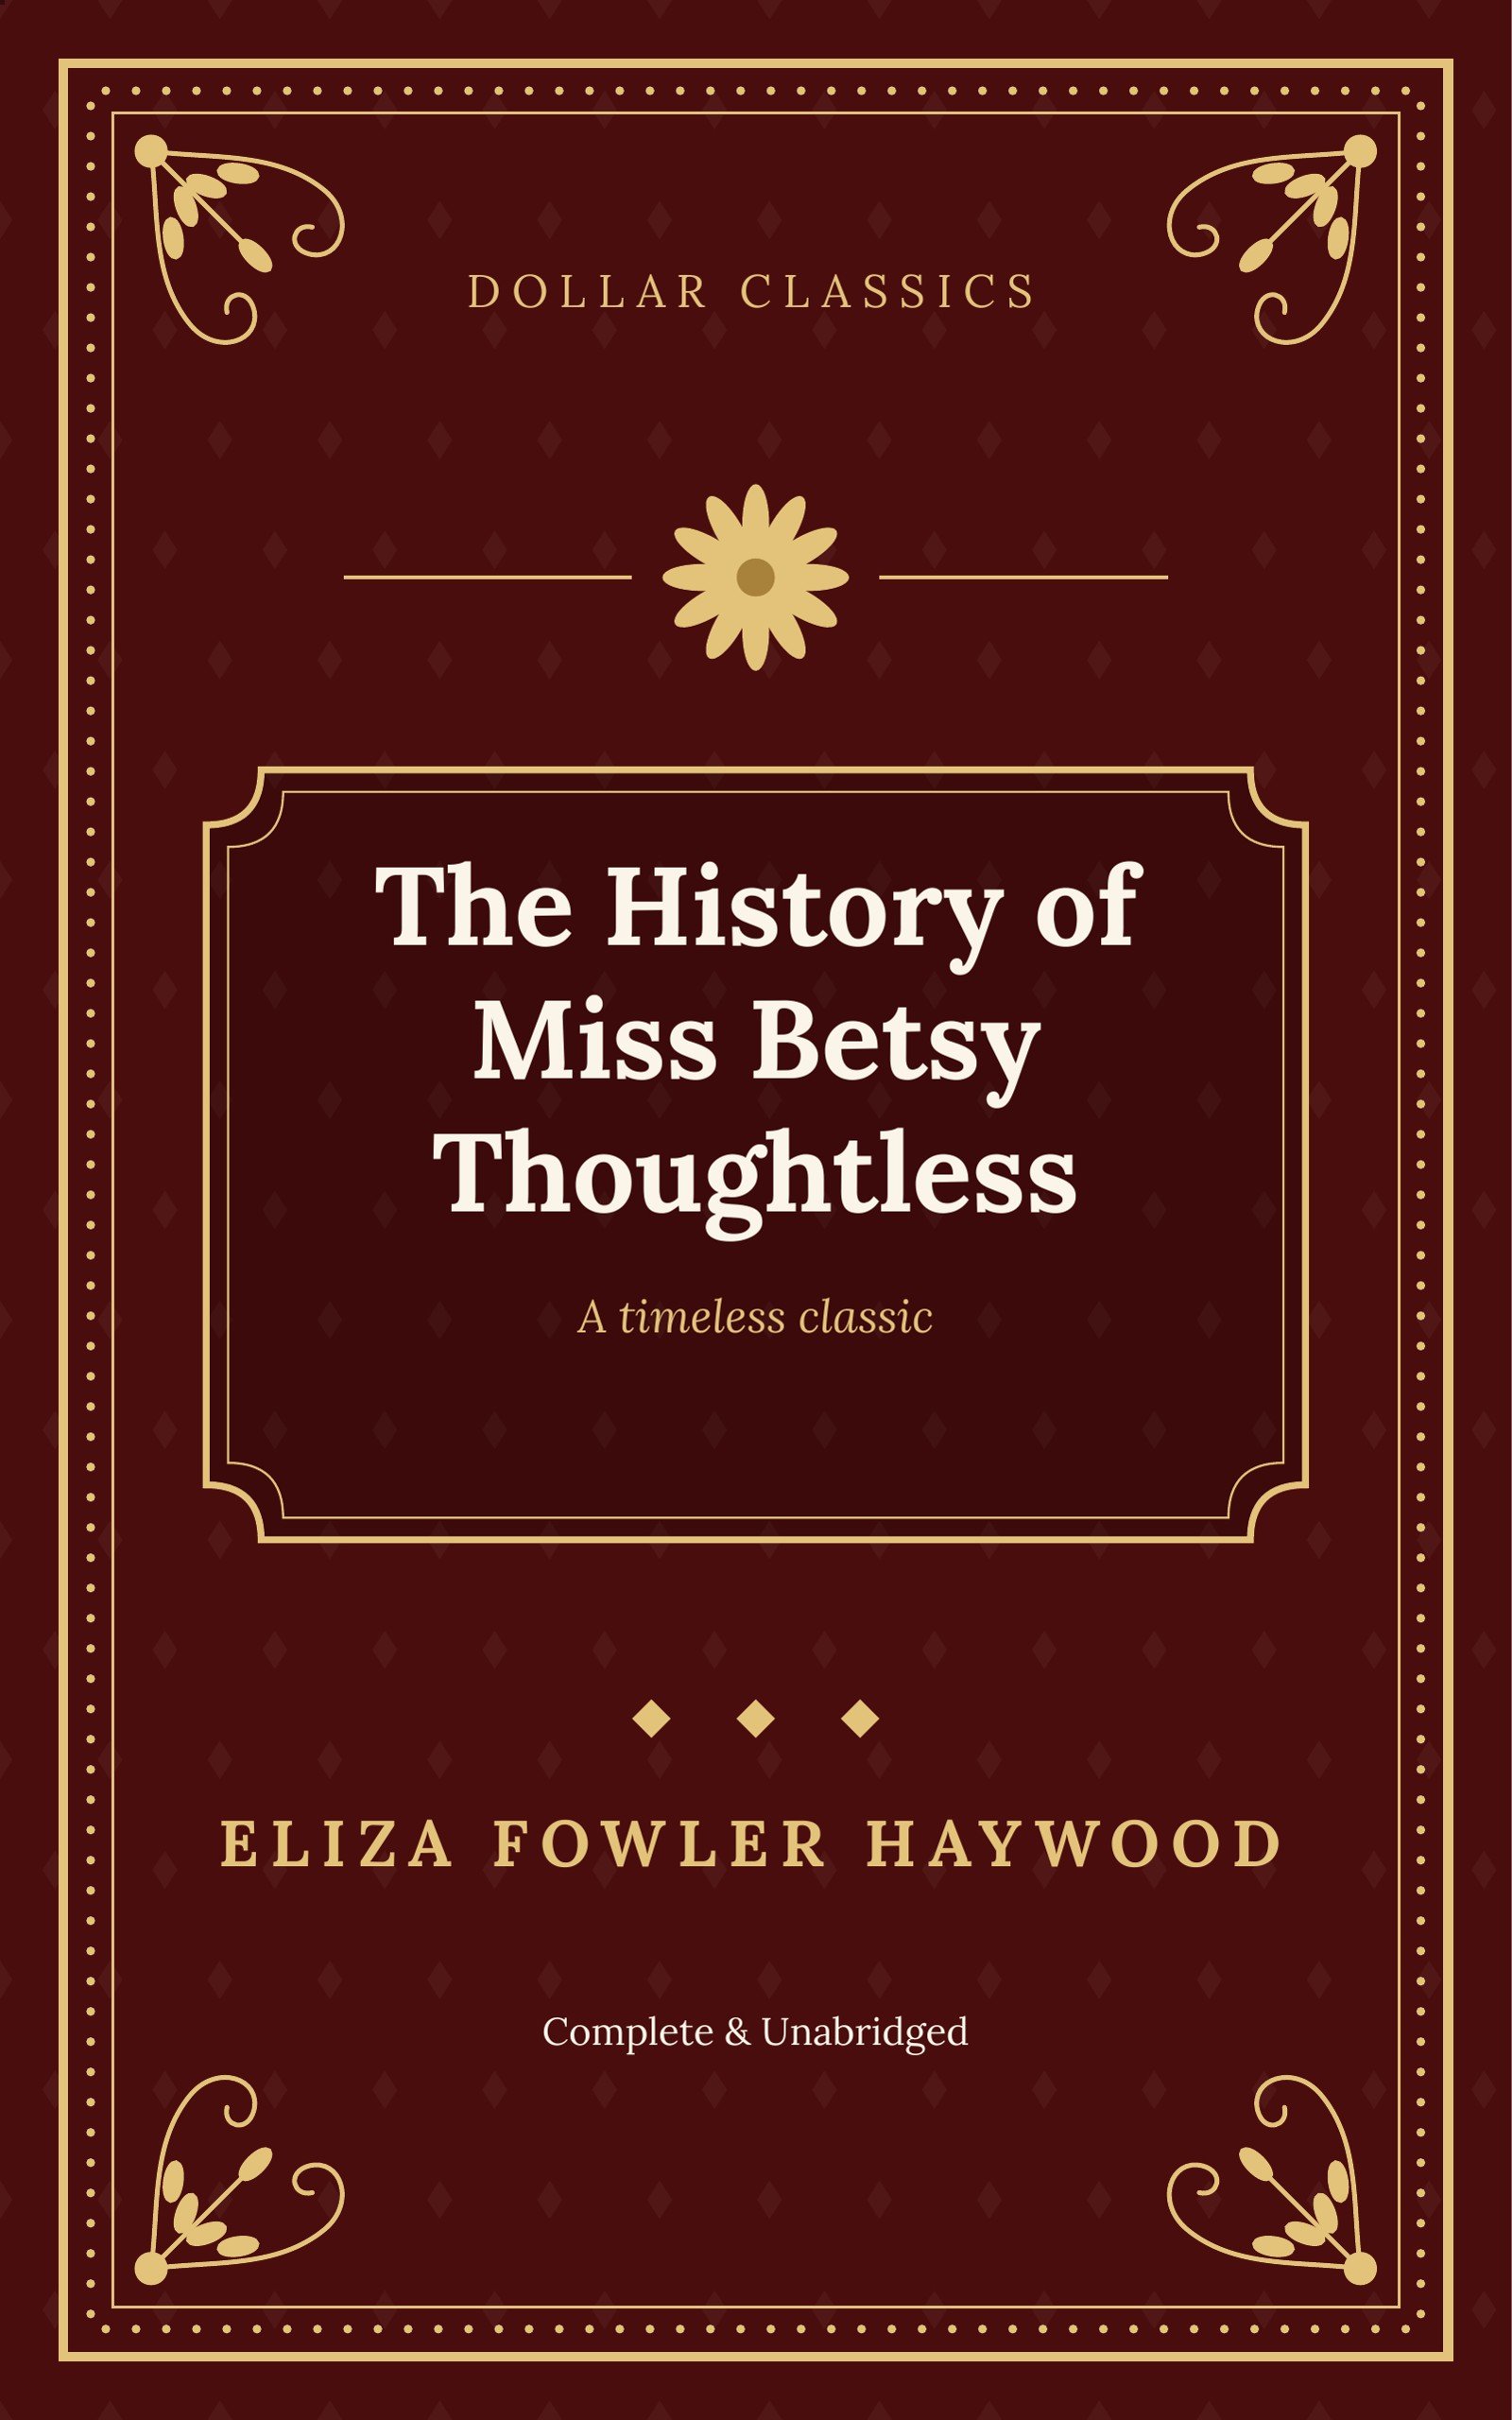 DOLLAR CLASSICS
The History of
Miss Betsy
Thoughtless
A timeless classic
ELIZA FOWLER HAYWOOD
Complete & Unabridged